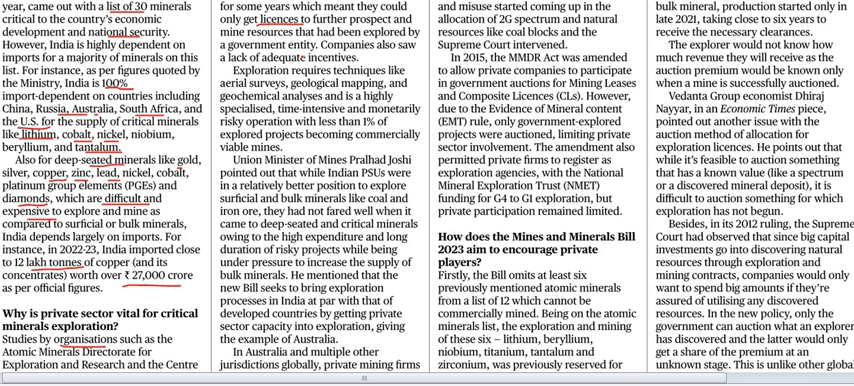 year, came out with a list of 30 minerals
critical to the country's economic
development and national security.
However, India is highly dependent on
imports for a majority of minerals on this
list. For instance, as per figures quoted by
the Ministry, India is 100%
import-dependent on countries including
China, Russia, Australia, South Africa, and
the U.S. for the supply of critical minerals
like lithium, cobalt, nickel, niobium,
beryllium, and tantalum.
Also for deep-seated minerals like gold,
silver, copper, zinc, lead, nickel, cobalt,
platinum group elements (PGEs) and
diamonds, which are difficult and
expensive to explore and mine as
compared to surficial or bulk minerals,
India depends largely on imports. For
instance, in 2022-23, India imported close
to 12 lakh tonnes of copper (and its
concentrates) worth over ₹ 27,000 crore
as per official figures.
Why is private sector vital for critical
minerals exploration?
Studies by organisations such as the
Atomic Minerals Directorate for
Exploration and Research and the Centre
for some years which meant they could
only get licences to further prospect and
mine resources that had been explored by
a government entity. Companies also saw
a lack of adequate incentives.
Exploration requires techniques like
aerial surveys, geological mapping, and
geochemical analyses and is a highly
specialised, time-intensive and monetarily
risky operation with less than 1% of
explored projects becoming commercially
viable mines.
Union Minister of Mines Pralhad Joshi
pointed out that while Indian PSUs were
in a relatively better position to explore
surficial and bulk minerals like coal and
iron ore, they had not fared well when it
came to deep-seated and critical minerals
owing to the high expenditure and long
duration of risky projects while being
under pressure to increase the supply of
bulk minerals. He mentioned that the
new Bill seeks to bring exploration
processes in India at par with that of
developed countries by getting private
sector capacity into exploration, giving
the example of Australia.
In Australia and multiple other
jurisdictions globally, private mining firms
and misuse started coming up in the
allocation of 2G spectrum and natural
resources like coal blocks and the
Supreme Court intervened.
In 2015, the MMDR Act was amended
to allow private companies to participate
in government auctions for Mining Leases
and Composite Licences (CLs). However,
due to the Evidence of Mineral content
(EMT) rule, only government-explored
projects were auctioned, limiting private
sector involvement. The amendment also
permitted private firms to register as
exploration agencies, with the National
Mineral Exploration Trust (NMET)
funding for G4 to G1 exploration, but
private participation remained limited.
How does the Mines and Minerals Bill
2023 aim to encourage private
players?
Firstly, the Bill omits at least six
previously mentioned atomic minerals
from a list of 12 which cannot be
commercially mined. Being on the atomic
minerals list, the exploration and mining
of these six – lithium, beryllium,
niobium, titanium, tantalum and
zirconium, was previously reserved for
bulk mineral, production started only in
late 2021, taking close to six years to
receive the necessary clearances.
The explorer would not know how
much revenue they will receive as the
auction premium would be known only
when a mine is successfully auctioned.
Vedanta Group economist Dhiraj
Nayyar, in an Economic Times piece,
pointed out another issue with the
auction method of allocation for
exploration licences. He points out that
while it's feasible to auction something
that has a known value (like a spectrum
or a discovered mineral deposit), it is
difficult to auction something for which
exploration has not begun.
Besides, in its 2012 ruling, the Supreme
Court had observed that since big capital
investments go into discovering natural
resources through exploration and
mining contracts, companies would only
want to spend big amounts if they're
assured of utilising any discovered
resources. In the new policy, only the
government can auction what an explorer
has discovered and the latter would only
get a share of the premium at an
unknown stage. This is unlike other global